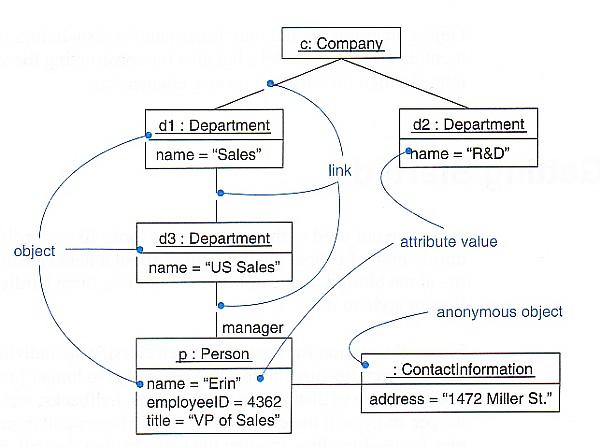 c: Company
d1 : Department
name = “Sales”
d2 : Department
name = “R&D”
link
d3 : Department
name = “US Sales”
object
attribute value
anonymous object
manager
p : Person
name = “Erin”
employeeID = 4362
title = “VP of Sales”
: ContactInformation
address = “1472 Miller St.”